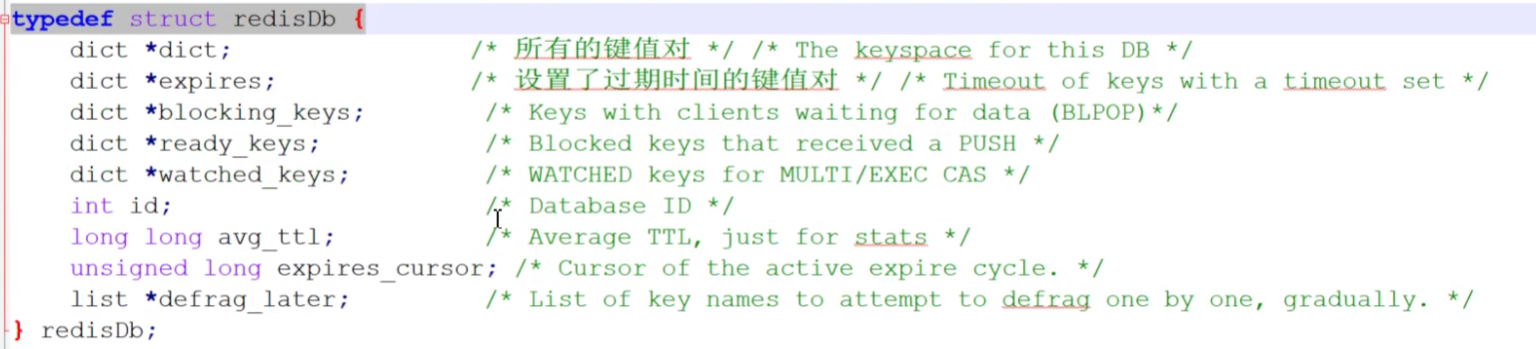 typedef struct redisDb {
    dict *dict;                 /* 所有的键值对 */ /* The keyspace for this DB */
    dict *expires;              /* 设置了过期时间的键值对 */ /* Timeout of keys with a timeout set */
    dict *blocking_keys;        /* Keys with clients waiting for data (BLPOP)*/
    dict *ready_keys;           /* Blocked keys that received a PUSH */
    dict *watched_keys;         /* WATCHED keys for MULTI/EXEC CAS */
    int id;                     /* Database ID */
    long long avg_ttl;          /* Average TTL, just for stats */
    unsigned long expires_cursor; /* Cursor of the active expire cycle. */
    list *defrag_later;         /* List of key names to attempt to defrag one by one, gradually. */
} redisDb;